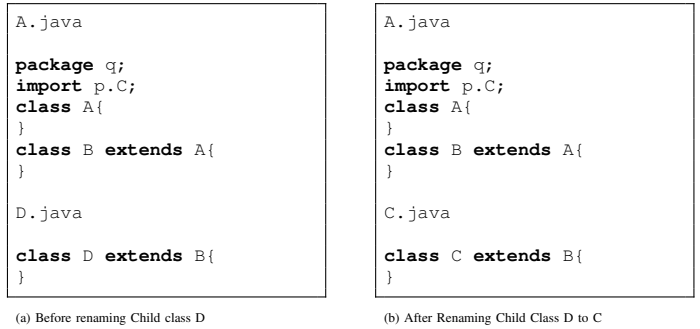 A.java
package q;
import p.C;
class A{
}
class B extends A{
}
D.java
class D extends B{
}
(a) Before renaming Child class D
A.java
package q;
import p.C;
class A{
}
class B extends A{
}
C.java
class C extends B{
}
(b) After Renaming Child Class D to C